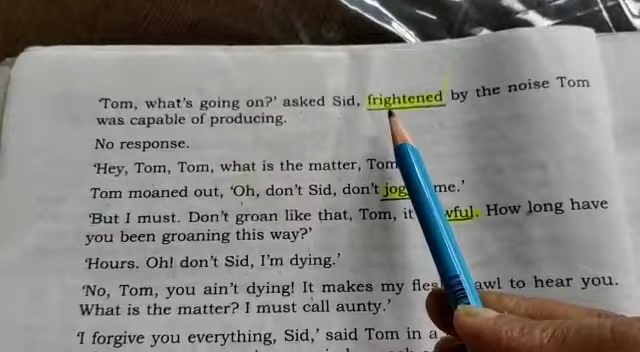 'Tom, what's going on?' asked Sid, frightened by the noise Tom
was capable of producing.
No response.
'Hey, Tom, Tom, what is the matter, Tom
Tom moaned out, 'Oh, don't Sid, don't jog me.'
'But I must. Don't groan like that, Tom, it wful. How long have
you been groaning this way?'
'Hours. Oh! don't Sid, I'm dying.'
'No, Tom, you ain't dying! It makes my fles awl to hear you.
What is the matter? I must call aunty.'
'I forgive you everything, Sid,' said Tom in a